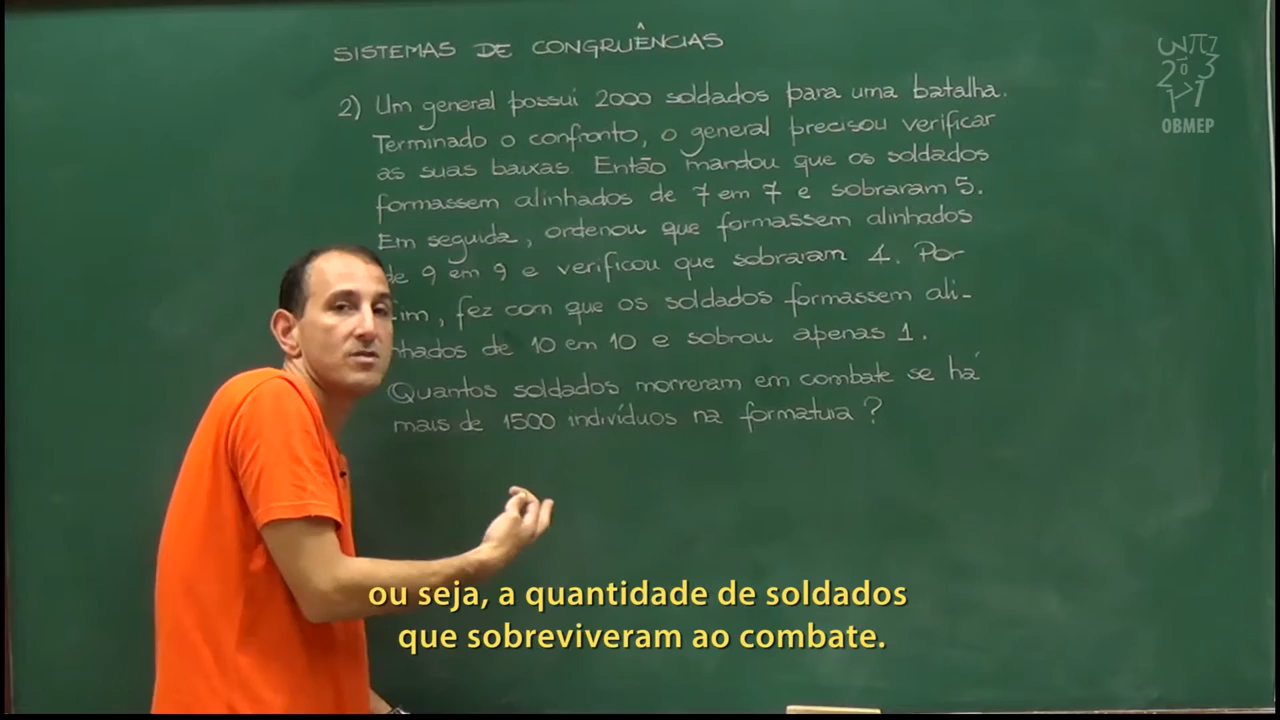 SISTEMAS DE CONGRUÊNCIAS
2) Um general possui 2000 soldados para uma batalha.
Terminado o confronto, o general precisou verificar
as suas baixas. Então mandou que os soldados
formassem alinhados de 7 em 7 e sobraram 5.
Em seguida, ordenou que formassem alinhados
de 9 em 9 e verificou que sobraram 4. Por
im, fez com que os soldados formassem ali-
nhados de 10 em 10 e sobrou apenas 1.
Quantos soldados morreram em combate se há
mais de 1500 indivíduos na formatura?
OBMEP
ou seja, a quantidade de soldados
que sobreviveram ao combate.